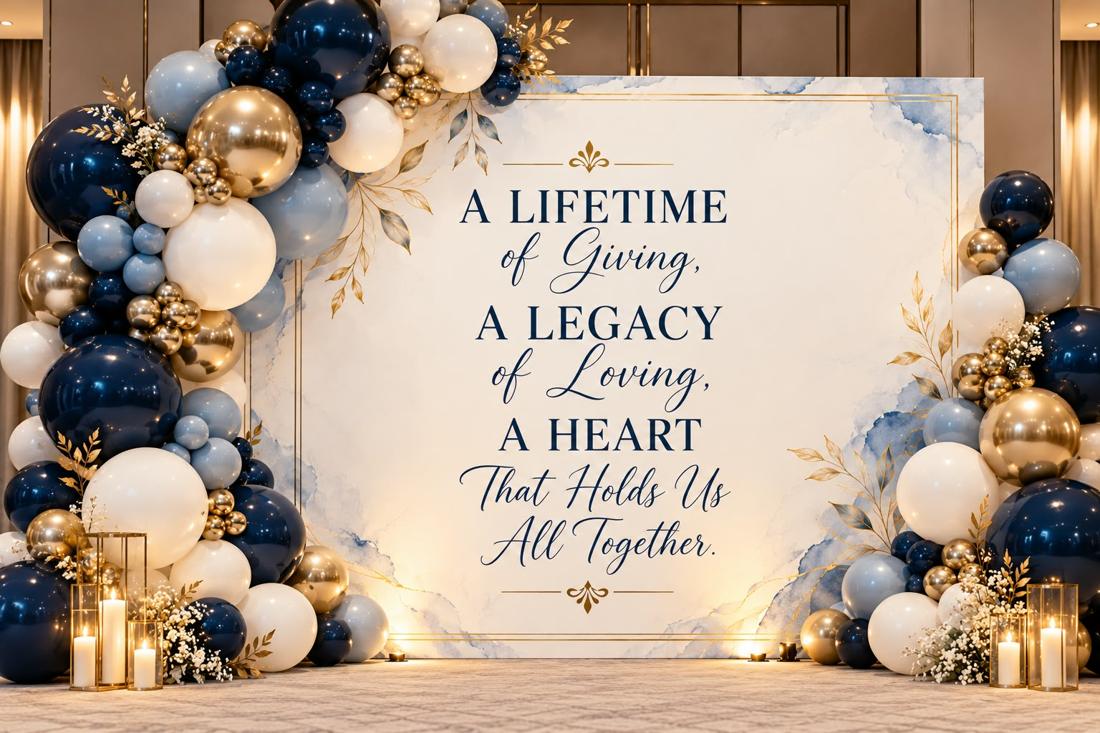 A LIFETIME
of Giving,
A LEGACY
of Loving,
A HEART
That Holds Us
All Together.